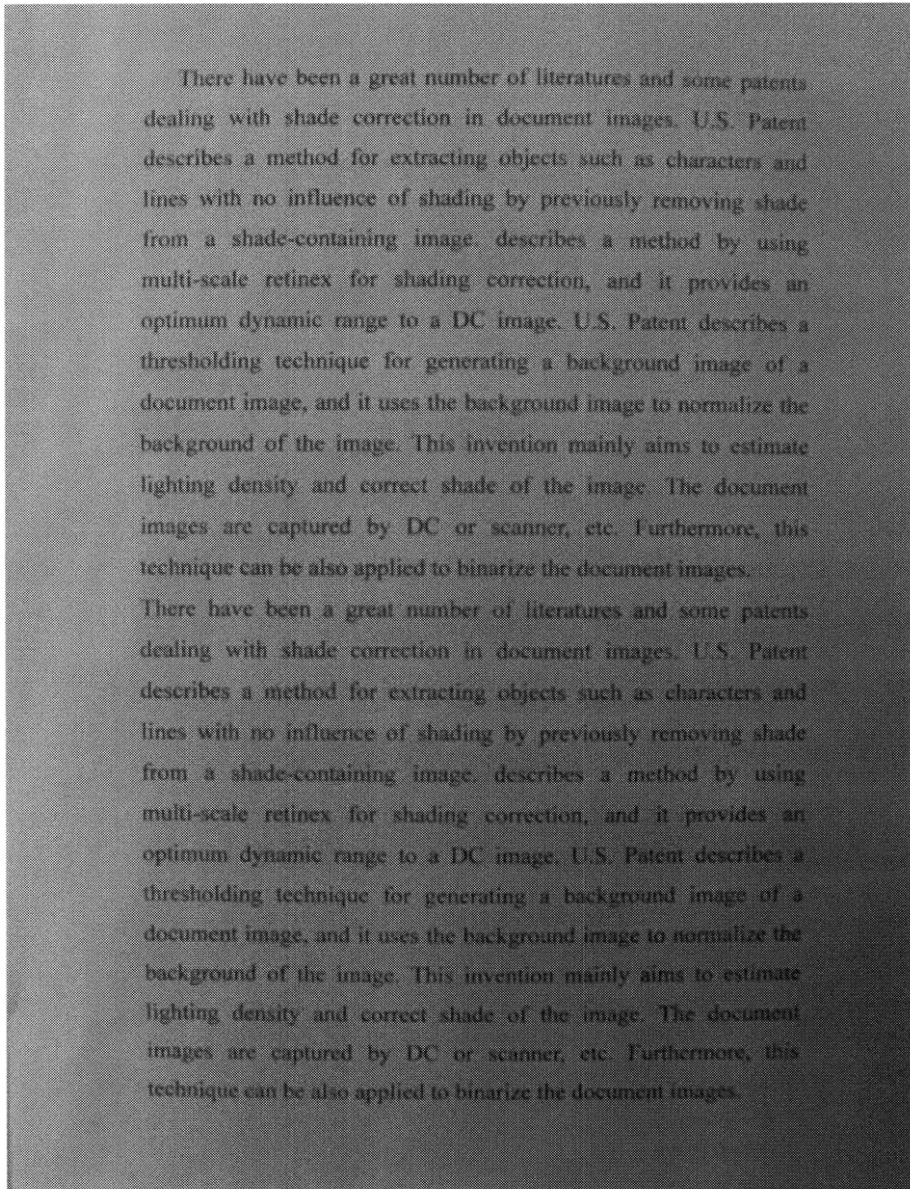 There have been a great number of literatures and some patents
dealing with shade correction in document images. U.S. Patent
describes a method for extracting objects such as characters and
lines with no influence of shading by previously removing shade
from a shade-containing image. describes a method by using
multi-scale retinex for shading correction, and it provides an
optimum dynamic range to a DC image. U.S. Patent describes a
thresholding technique for generating a background image of a
document image, and it uses the background image to normalize the
background of the image. This invention mainly aims to estimate
lighting density and correct shade of the image. The document
images are captured by DC or scanner, etc. Furthermore, this
technique can be also applied to binarize the document images.
There have been a great number of literatures and some patents
dealing with shade correction in document images. U.S. Patent
describes a method for extracting objects such as characters and
lines with no influence of shading by previously removing shade
from a shade-containing image. describes a method by using
multi-scale retinex for shading correction, and it provides an
optimum dynamic range to a DC image. U.S. Patent describes a
thresholding technique for generating a background image of a
document image, and it uses the background image to normalize the
background of the image. This invention mainly aims to estimate
lighting density and correct shade of the image. The document
images are captured by DC or scanner, etc. Furthermore, this
technique can be also applied to binarize the document images.